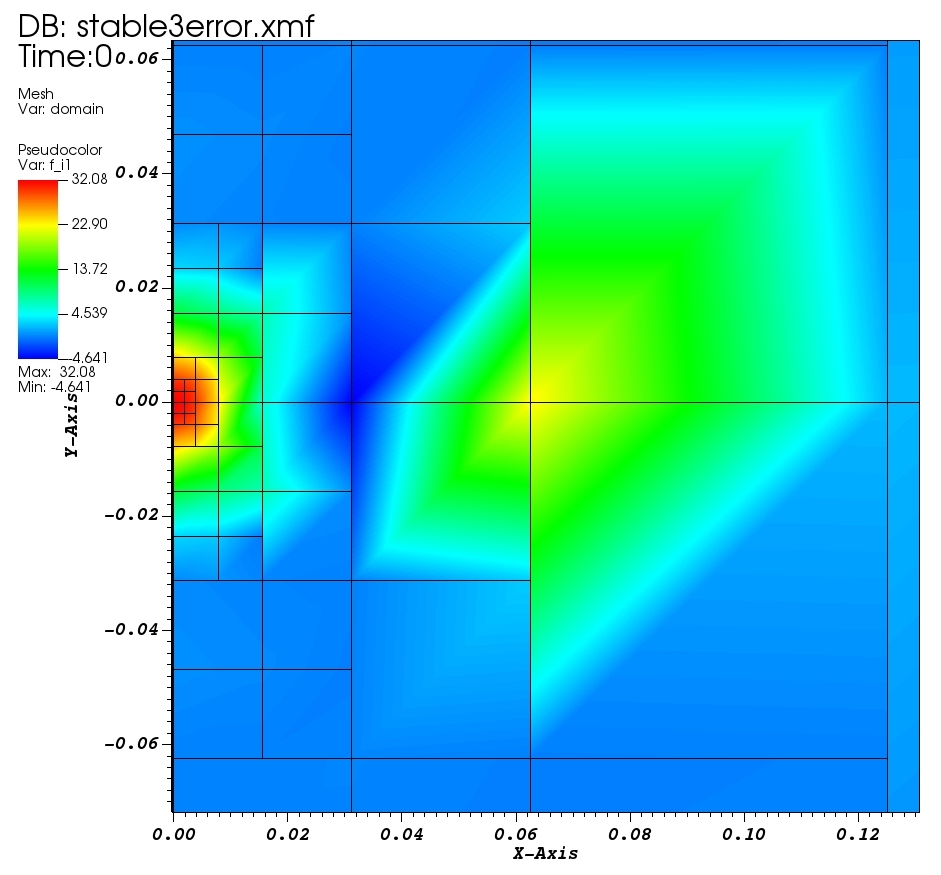 DB: stable3error.xmf
Time:0
Mesh
Var: domain
Pseudocolor
Var: f_i1
32.08
22.90
13.72
4.539
-4.641
Max: 32.08
Min: -4.641
0.06
0.04
0.02
0.00
-0.02
-0.04
-0.06
Y-Axis
0.00 0.02 0.04 0.06 0.08 0.10 0.12
X-Axis